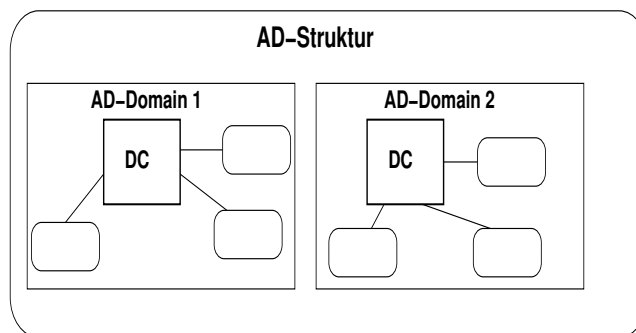 AD-Struktur
AD-Domain 1
AD-Domain 2
DC
DC